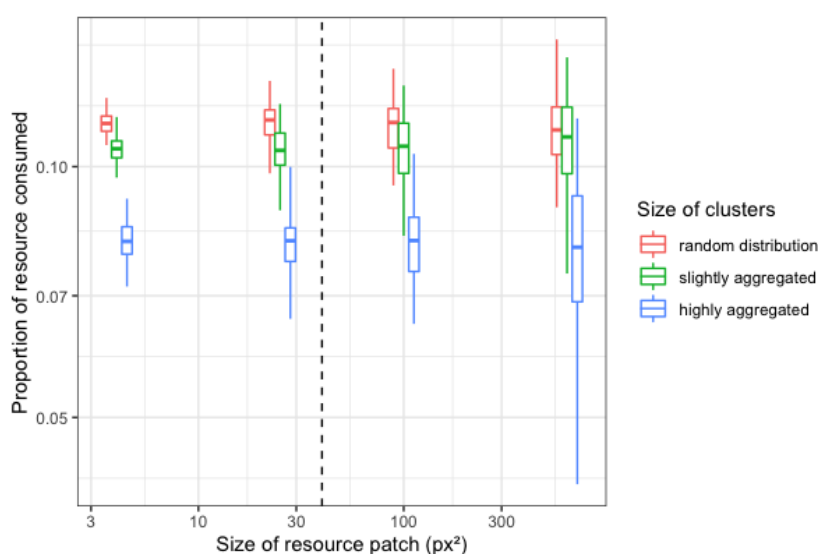 Proportion of resource consumed
0.10
0.07
0.05
3
10
30
100
300
Size of resource patch (px²)
Size of clusters
random distribution
slightly aggregated
highly aggregated